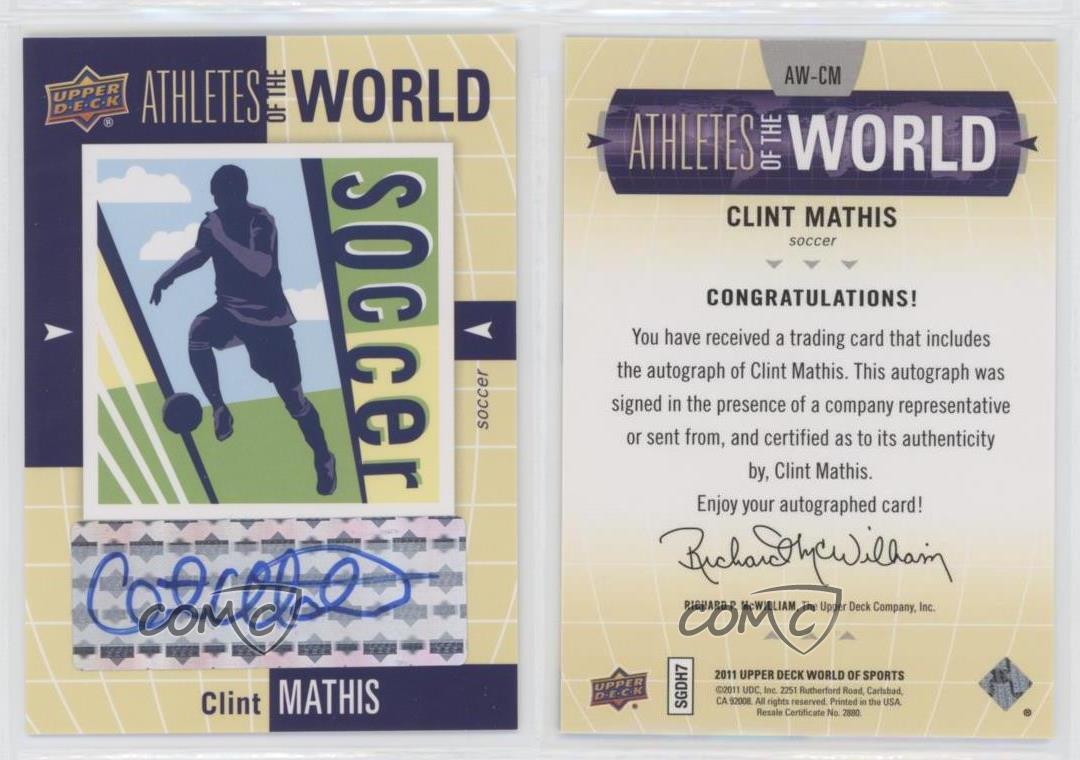 UPPER
D·E·C·K
®
ATHLETES OF THE WORLD
soccer
soccer
COMC
Clint MATHIS
AW-CM
ATHLETES OF THE WORLD
CLINT MATHIS
soccer
CONGRATULATIONS!
You have received a trading card that includes
the autograph of Clint Mathis. This autograph was
signed in the presence of a company representative
or sent from, and certified as to its authenticity
by, Clint Mathis.
Enjoy your autographed card!
Richard McWilliam
RICHARD P. McWILLIAM, The Upper Deck Company, Inc.
COMC
UPPER
D·E·C·K
SGDH7
2011 UPPER DECK WORLD OF SPORTS
©2011 UDC, Inc. 2251 Rutherford Road, Carlsbad,
CA 92008. All rights reserved. Printed in the USA.
Resale Certificate No. 2880.
®